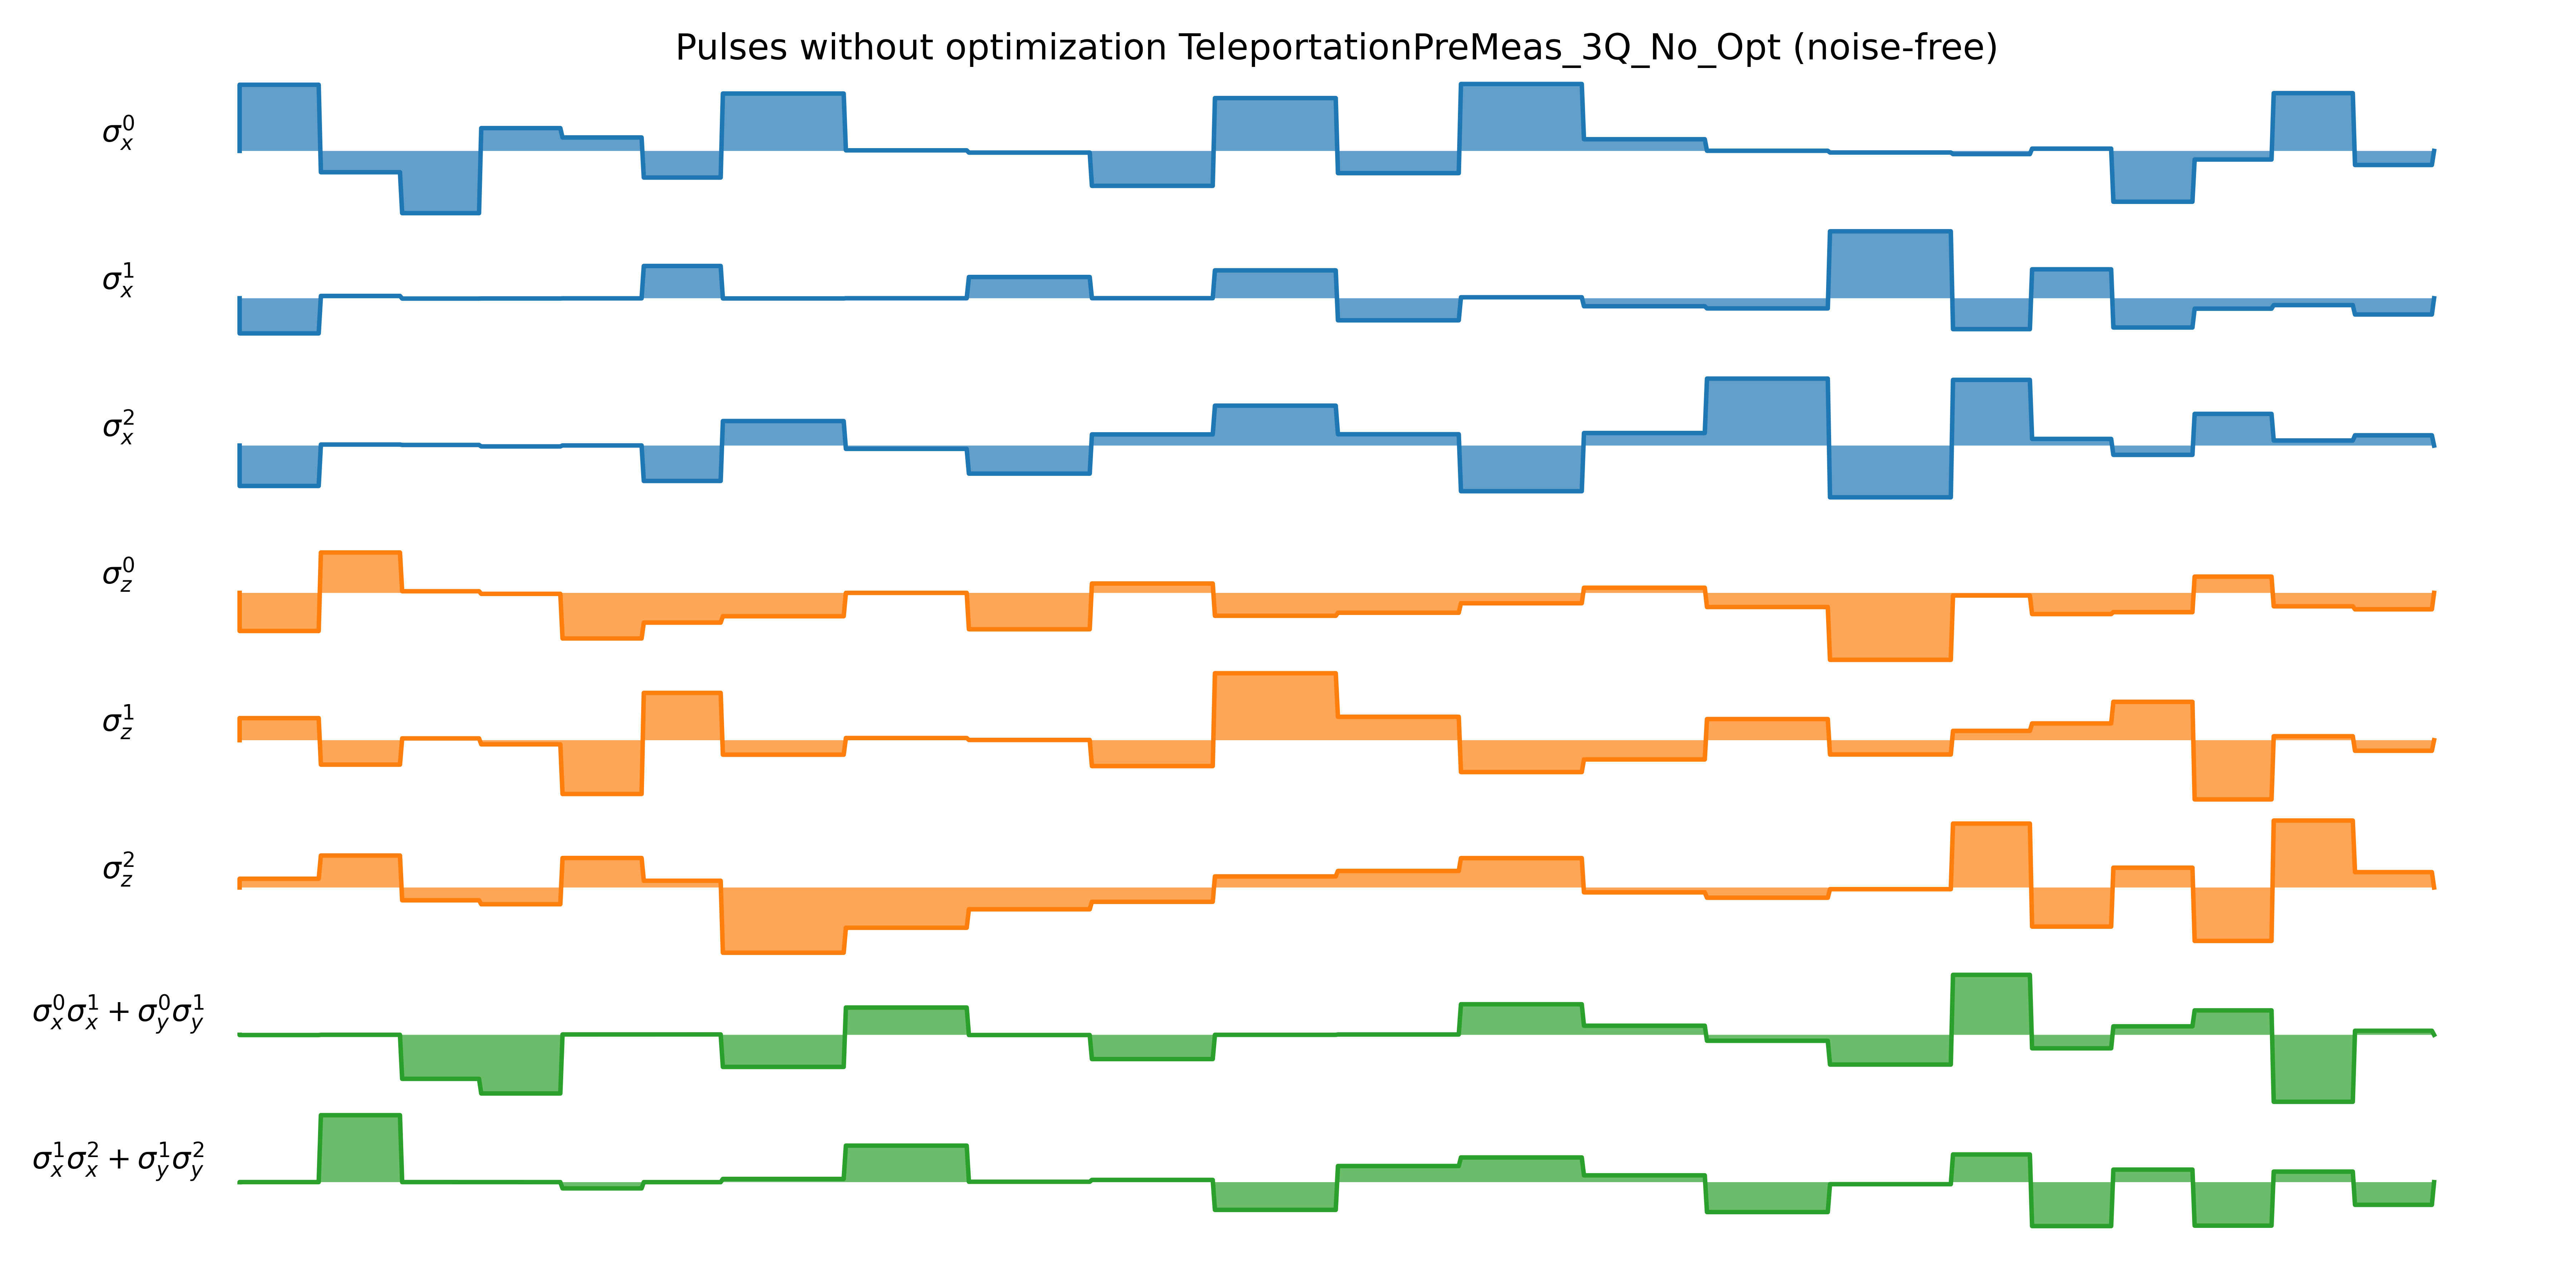 Pulses without optimization TeleportationPreMeas_3Q_No_Opt (noise-free)
σ_x^0
σ_x^1
σ_x^2
σ_z^0
σ_z^1
σ_z^2
σ_x^0σ_x^1 + σ_y^0σ_y^1
σ_x^1σ_x^2 + σ_y^1σ_y^2